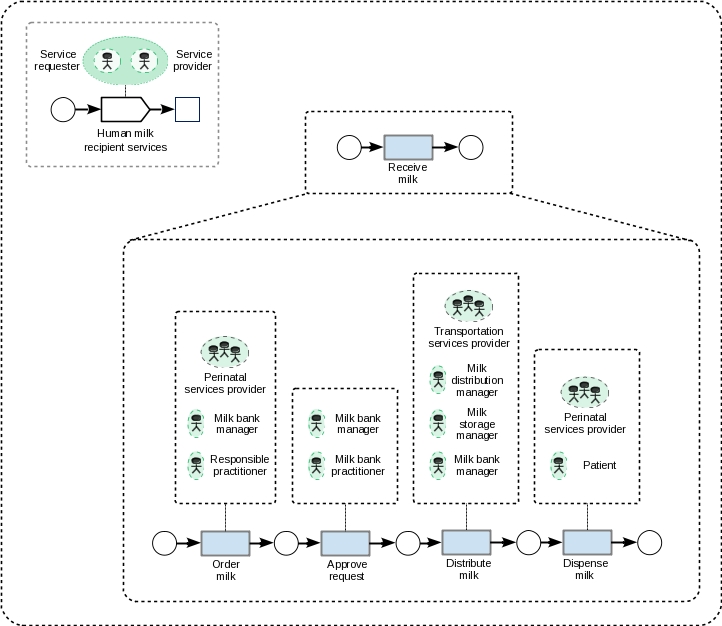 Service
requester
Service
provider
Human milk
recipient services
Receive
milk
Perinatal
services provider
Milk bank
manager
Responsible
practitioner
Milk bank
manager
Milk bank
practitioner
Transportation
services provider
Milk
distribution
manager
Milk
storage
manager
Milk bank
manager
Perinatal
services provider
Patient
Order
milk
Approve
request
Distribute
milk
Dispense
milk